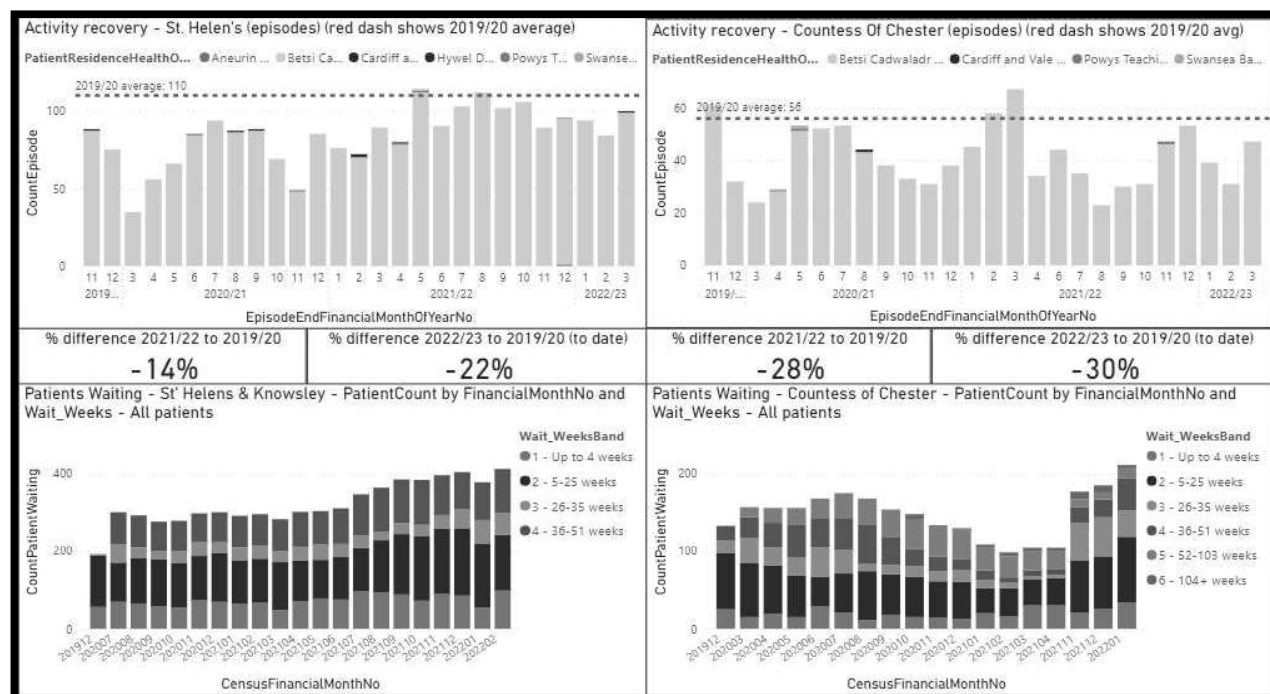 Activity recovery - St. Helen's (episodes) (red dash shows 2019/20 average)
PatientResidenceHealthO... Aneurin ... Betsi Ca... Cardiff a... Hywel D... Powys T... Swanse...
2019/20 average: 110
100
50
0
CountEpisode
11 12 3 4 5 6 7 8 9 10 11 12 1 2 3 4 5 6 7 8 9 10 11 12 1 2 3
2019... 2020/21 2021/22 2022/23
EpisodeEndFinancialMonthOfYearNo
Activity recovery - Countess Of Chester (episodes) (red dash shows 2019/20 avg)
PatientResidenceHealthO... Betsi Cadwaladr ... Cardiff and Vale ... Powys Teachi... Swansea Ba...
2019/20 average: 56
60
40
20
0
CountEpisode
11 12 3 4 5 6 7 8 9 10 11 12 1 2 3 4 6 7 8 9 10 11 12 1 2 3
2019/... 2020/21 2021/22 2022/23
EpisodeEndFinancialMonthOfYearNo
% difference 2021/22 to 2019/20
-14%
% difference 2022/23 to 2019/20 (to date)
-22%
% difference 2021/22 to 2019/20
-28%
% difference 2022/23 to 2019/20 (to date)
-30%
Patients Waiting - St' Helens & Knowsley - PatientCount by FinancialMonthNo and
Wait_Weeks - All patients
Wait_WeeksBand
1 - Up to 4 weeks
2 - 5-25 weeks
3 - 26-35 weeks
4 - 36-51 weeks
400
200
0
CountPatientWaiting
201912 202007 202008 202009 202010 202011 202012 202101 202102 202103 202104 202105 202106 202107 202108 202109 202110 202111 202112 202201 202202
CensusFinancialMonthNo
Patients Waiting - Countess of Chester - PatientCount by FinancialMonthNo and
Wait_Weeks - All patients
Wait_WeeksBand
1 - Up to 4 weeks
2 - 5-25 weeks
3 - 26-35 weeks
4 - 36-51 weeks
5 - 52-103 weeks
6 - 104+ weeks
200
100
0
CountPatientWaiting
201912 202003 202004 202005 202006 202007 202008 202009 202010 202011 202012 202101 202102 202103 202104 202111 202112 202201
CensusFinancialMonthNo